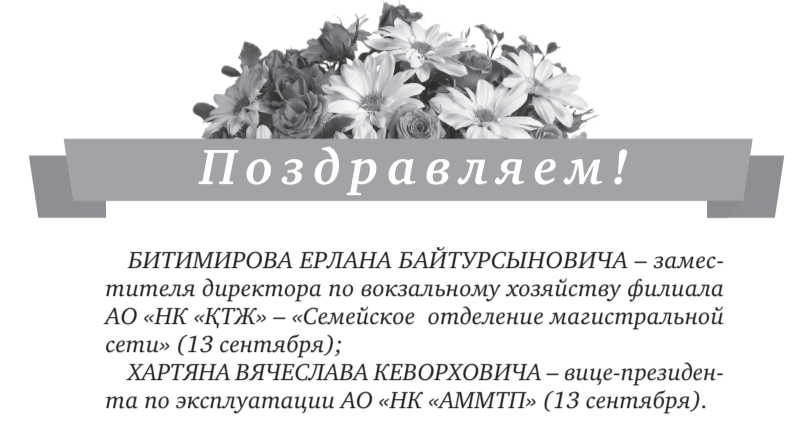 Поздравляем!
БИТИМИРОВА ЕРЛАНА БАЙТУРСЫНОВИЧА – замес-
тителя директора по вокзальному хозяйству филиала
АО «НК «ҚТЖ» – «Семейское отделение магистральной
сети» (13 сентября);
ХАРТЯНА ВЯЧЕСЛАВА КЕВОРХОВИЧА – вице-президен-
та по эксплуатации АО «НК «АММТП» (13 сентября).